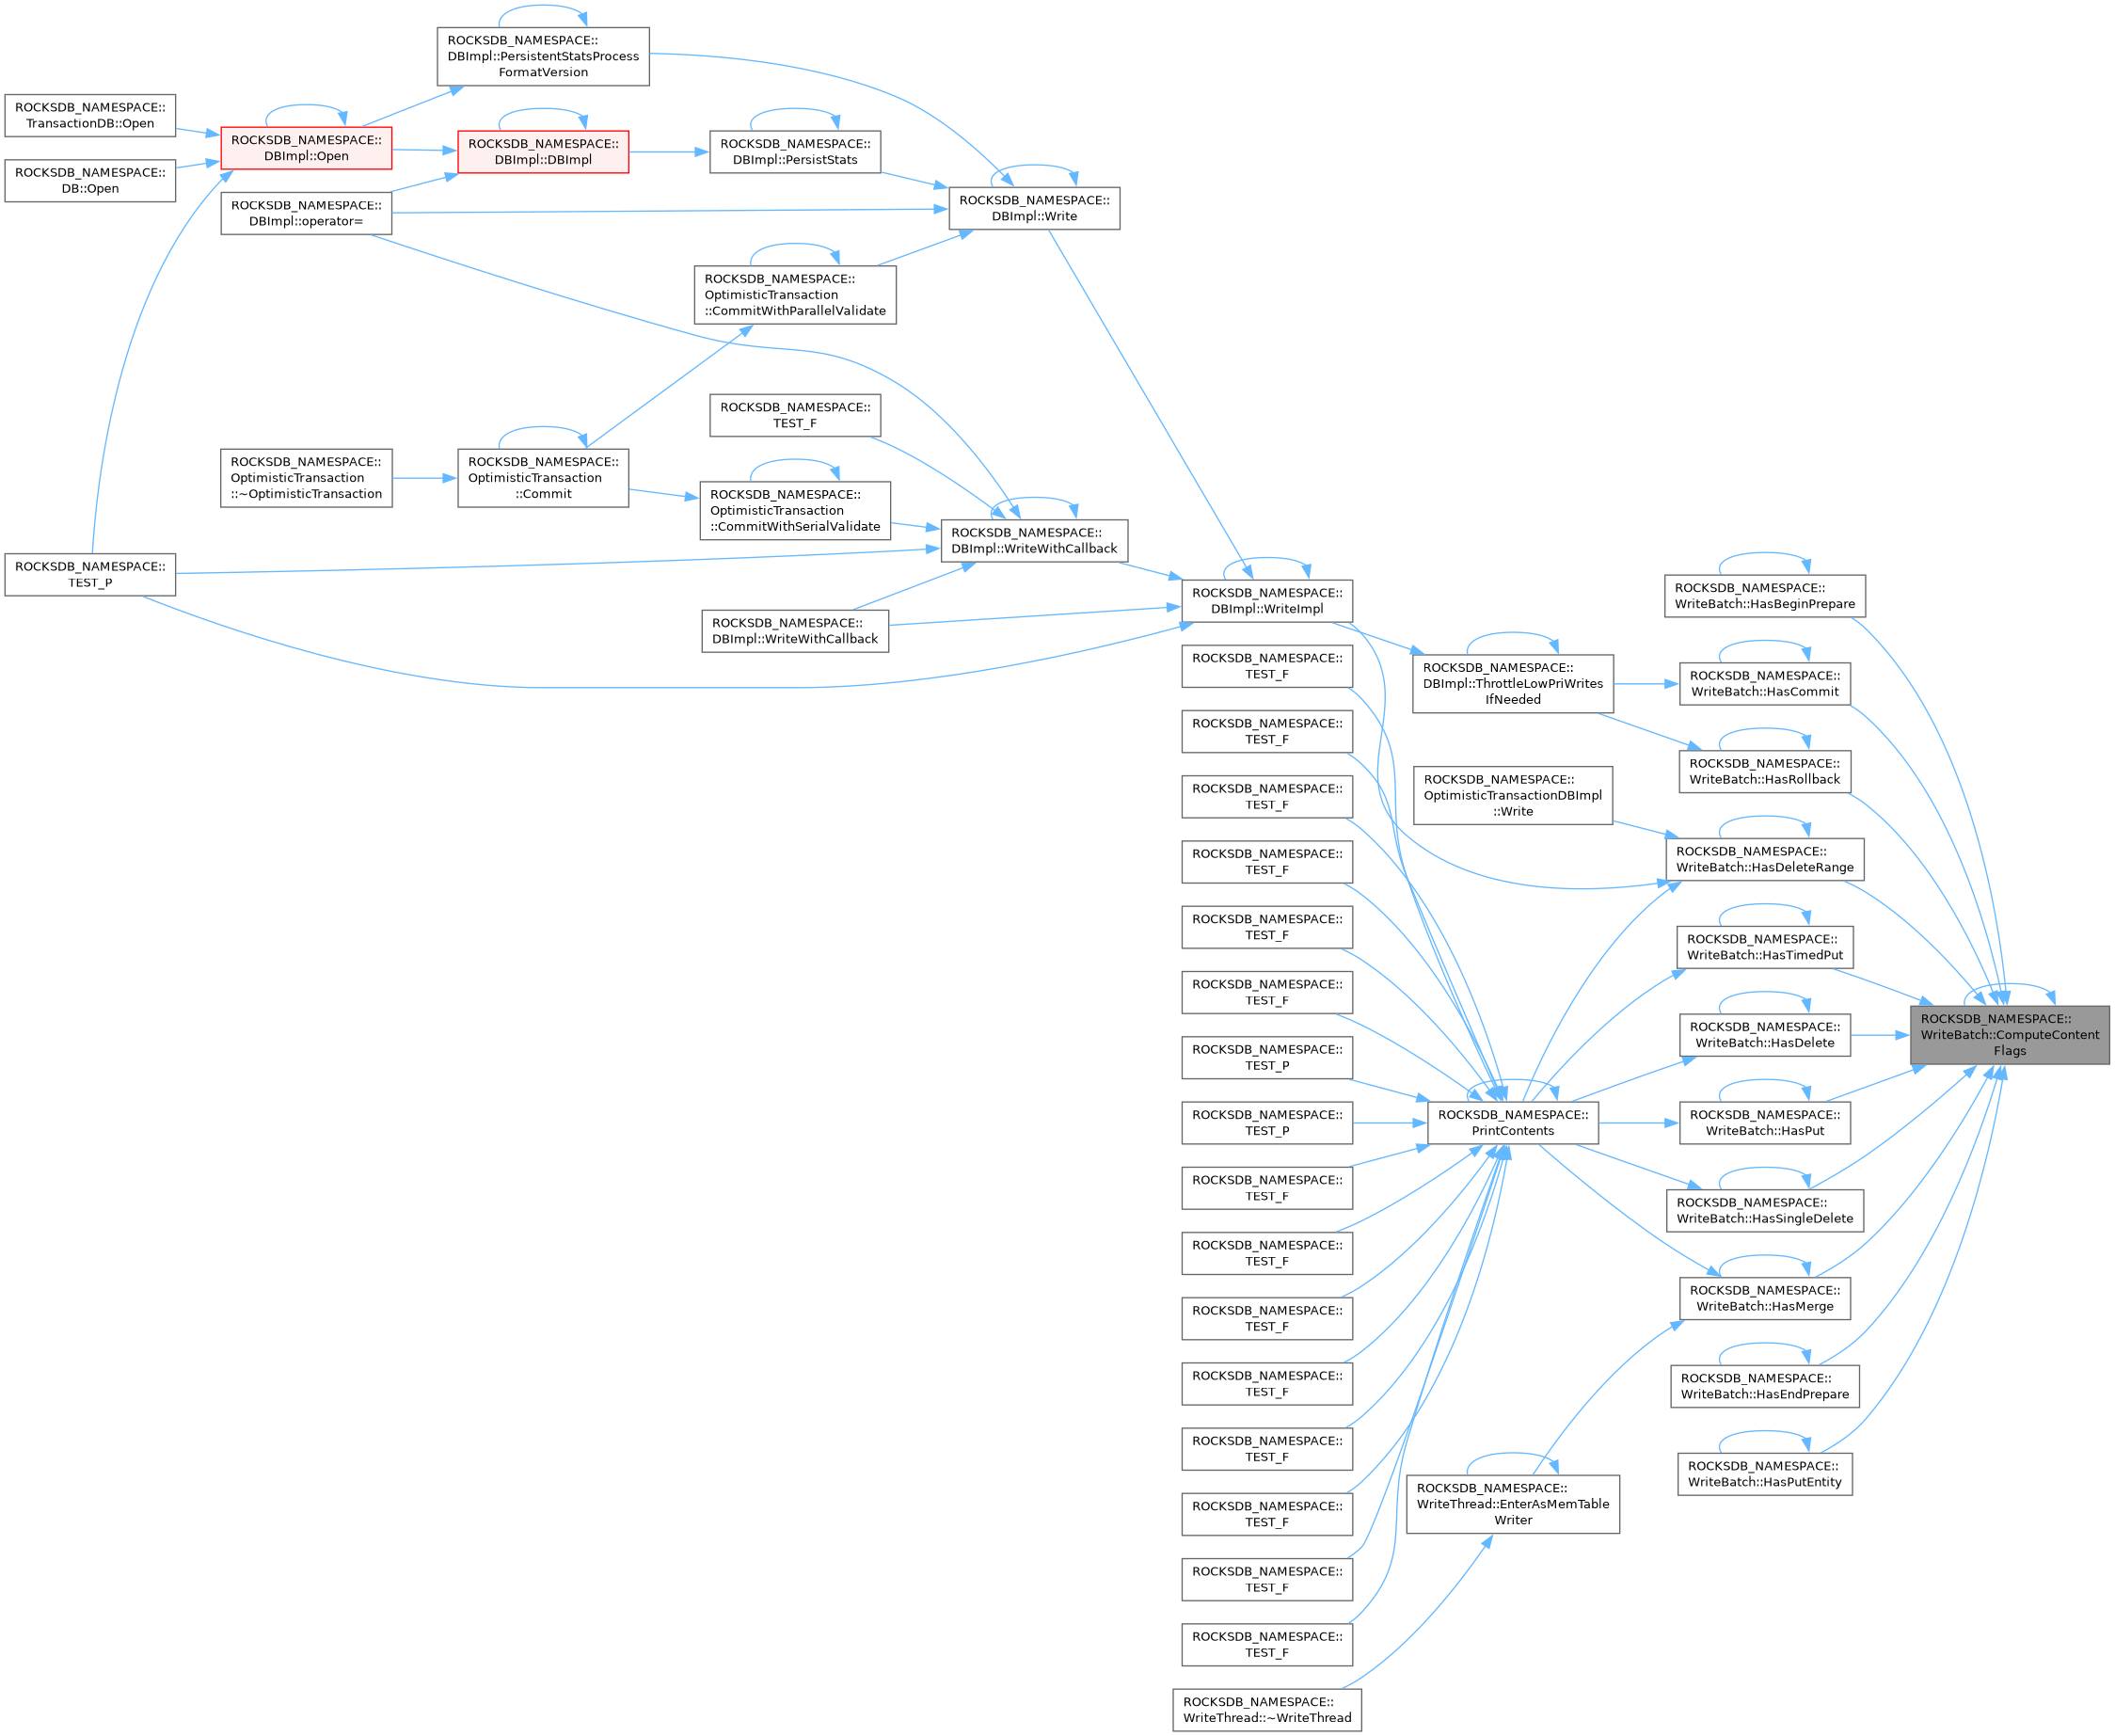 ROCKSDB_NAMESPACE::
DBImpl::PersistentStatsProcess
FormatVersion
ROCKSDB_NAMESPACE::
TransactionDB::Open
ROCKSDB_NAMESPACE::
DB::Open
ROCKSDB_NAMESPACE::
DBImpl::Open
ROCKSDB_NAMESPACE::
DBImpl::DBImpl
ROCKSDB_NAMESPACE::
DBImpl::PersistStats
ROCKSDB_NAMESPACE::
DBImpl::operator=
ROCKSDB_NAMESPACE::
DBImpl::Write
ROCKSDB_NAMESPACE::
OptimisticTransaction
::CommitWithParallelValidate
ROCKSDB_NAMESPACE::
TEST_F
ROCKSDB_NAMESPACE::
OptimisticTransaction
::~OptimisticTransaction
ROCKSDB_NAMESPACE::
OptimisticTransaction
::Commit
ROCKSDB_NAMESPACE::
OptimisticTransaction
::CommitWithSerialValidate
ROCKSDB_NAMESPACE::
DBImpl::WriteWithCallback
ROCKSDB_NAMESPACE::
TEST_P
ROCKSDB_NAMESPACE::
DBImpl::WriteWithCallback
ROCKSDB_NAMESPACE::
DBImpl::WriteImpl
ROCKSDB_NAMESPACE::
TEST_F
ROCKSDB_NAMESPACE::
TEST_F
ROCKSDB_NAMESPACE::
TEST_F
ROCKSDB_NAMESPACE::
TEST_F
ROCKSDB_NAMESPACE::
TEST_F
ROCKSDB_NAMESPACE::
TEST_F
ROCKSDB_NAMESPACE::
TEST_P
ROCKSDB_NAMESPACE::
TEST_P
ROCKSDB_NAMESPACE::
TEST_F
ROCKSDB_NAMESPACE::
TEST_F
ROCKSDB_NAMESPACE::
TEST_F
ROCKSDB_NAMESPACE::
TEST_F
ROCKSDB_NAMESPACE::
TEST_F
ROCKSDB_NAMESPACE::
TEST_F
ROCKSDB_NAMESPACE::
TEST_F
ROCKSDB_NAMESPACE::
TEST_F
ROCKSDB_NAMESPACE::
WriteThread::~WriteThread
ROCKSDB_NAMESPACE::
DBImpl::ThrottleLowPriWrites
IfNeeded
ROCKSDB_NAMESPACE::
OptimisticTransactionDBImpl
::Write
ROCKSDB_NAMESPACE::
PrintContents
ROCKSDB_NAMESPACE::
WriteThread::EnterAsMemTable
Writer
ROCKSDB_NAMESPACE::
WriteBatch::HasBeginPrepare
ROCKSDB_NAMESPACE::
WriteBatch::HasCommit
ROCKSDB_NAMESPACE::
WriteBatch::HasRollback
ROCKSDB_NAMESPACE::
WriteBatch::HasDeleteRange
ROCKSDB_NAMESPACE::
WriteBatch::HasTimedPut
ROCKSDB_NAMESPACE::
WriteBatch::HasDelete
ROCKSDB_NAMESPACE::
WriteBatch::HasPut
ROCKSDB_NAMESPACE::
WriteBatch::HasSingleDelete
ROCKSDB_NAMESPACE::
WriteBatch::HasMerge
ROCKSDB_NAMESPACE::
WriteBatch::HasEndPrepare
ROCKSDB_NAMESPACE::
WriteBatch::HasPutEntity
ROCKSDB_NAMESPACE::
WriteBatch::ComputeContent
Flags